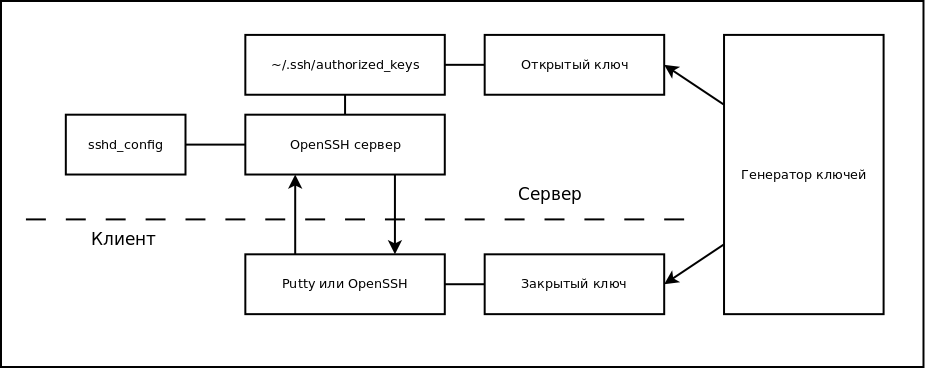 ~/.ssh/authorized_keys
Открытый ключ
sshd_config
OpenSSH сервер
Генератор ключей
Сервер
Клиент
Putty или OpenSSH
Закрытый ключ